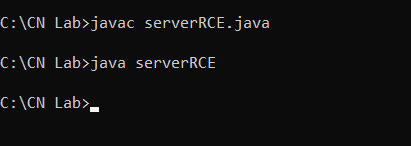 C:\CN Lab>javac serverRCE.java
C:\CN Lab>java serverRCE
C:\CN Lab>